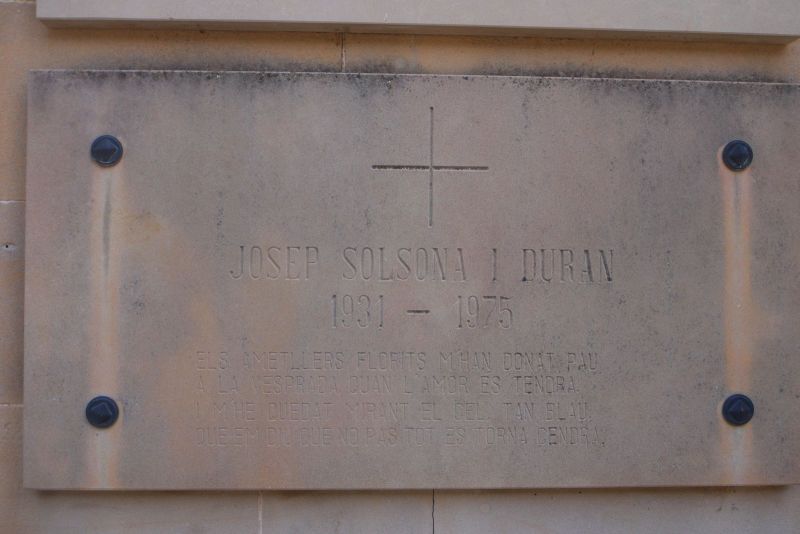 JOSEP SOLSONA I DURAN
1931 — 1975
ELS AMETLLERS FLORITS M'HAN DONAT PAU
A LA VESPRADA QUAN L'AMOR ES TENDRA.
I M'HE QUEDAT MIRANT EL CEL, TAN BLAU,
QUE EM DIU QUE NO PAS TOT ES TORNA CENDRA.